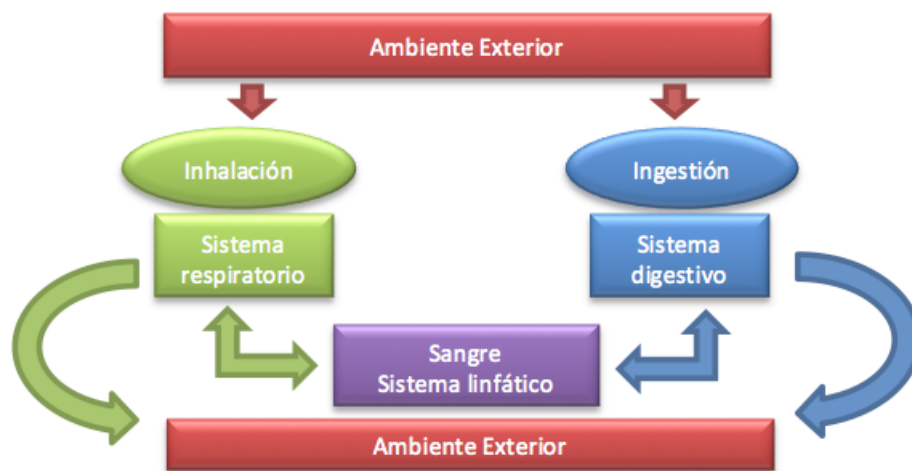 Ambiente Exterior
Inhalación
Ingestión
Sistema
respiratorio
Sistema
digestivo
Sangre
Sistema linfático
Ambiente Exterior